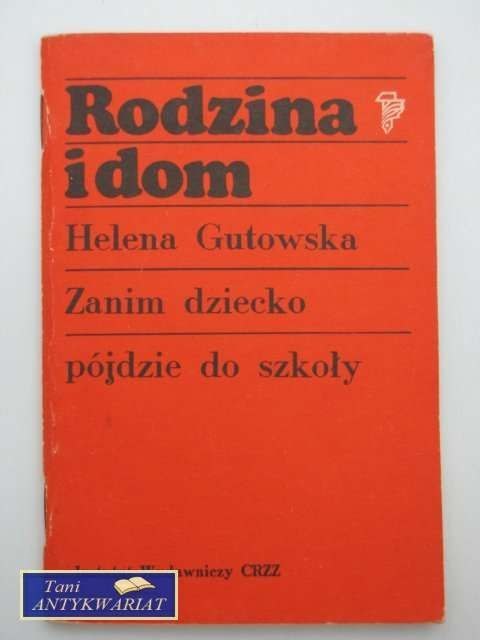 Rodzina
i dom
Helena Gutowska
Zanim dziecko
pójdzie do szkoły
CRZZ
Tani
ANTYKWARIAT